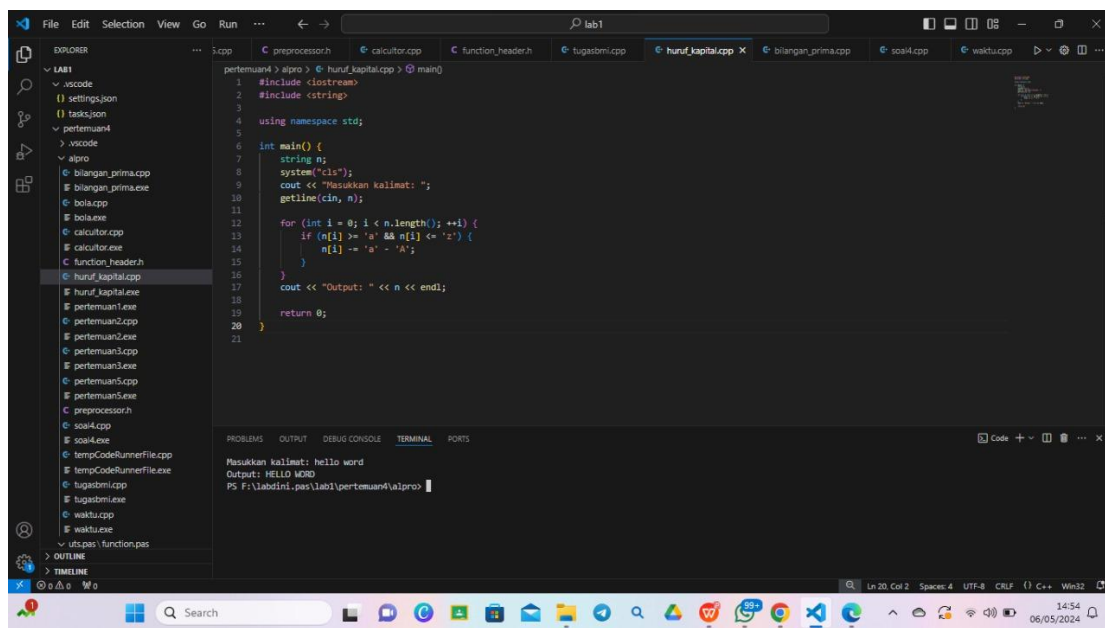 File Edit Selection View Go Run ··· lab1
EXPLORER ··· s.cpp preprocessor.h calcultor.cpp function_header.h tugasbmi.cpp huruf_kapital.cpp bilangan_prima.cpp soal4.cpp waktu.cpp
LAB1
.vscode
settings.json
tasks.json
pertemuan4
.vscode
alpro
bilangan_prima.cpp
bilangan_prima.exe
bola.cpp
bola.exe
calcultor.cpp
calcultor.exe
function_header.h
huruf_kapital.cpp
huruf_kapital.exe
pertemuan1.exe
pertemuan2.cpp
pertemuan2.exe
pertemuan3.cpp
pertemuan3.exe
pertemuan5.cpp
pertemuan5.exe
preprocessor.h
soal4.cpp
soal4.exe
tempCodeRunnerFile.cpp
tempCodeRunnerFile.exe
tugasbmi.cpp
tugasbmi.exe
waktu.cpp
waktu.exe
uts.pas \ function.pas
OUTLINE
TIMELINE
pertemuan4 > alpro > huruf_kapital.cpp > main()
1 #include <iostream>
2 #include <string>
3
4 using namespace std;
5
6 int main() {
7 string n;
8 system("cls");
9 cout << "Masukkan kalimat: ";
10 getline(cin, n);
11
12 for (int i = 0; i < n.length(); ++i) {
13 if (n[i] >= 'a' && n[i] <= 'z') {
14 n[i] -= 'a' - 'A';
15 }
16 }
17 cout << "Output: " << n << endl;
18
19 return 0;
20 }
21
PROBLEMS OUTPUT DEBUG CONSOLE TERMINAL PORTS Code
Masukkan kalimat: hello word
Output: HELLO WORD
PS F:\labdini.pas\lab1\pertemuan4\alpro>
0 0 0 Ln 20, Col 2 Spaces: 4 UTF-8 CRLF {} C++ Win32
Search 99+ 14:54
06/05/2024